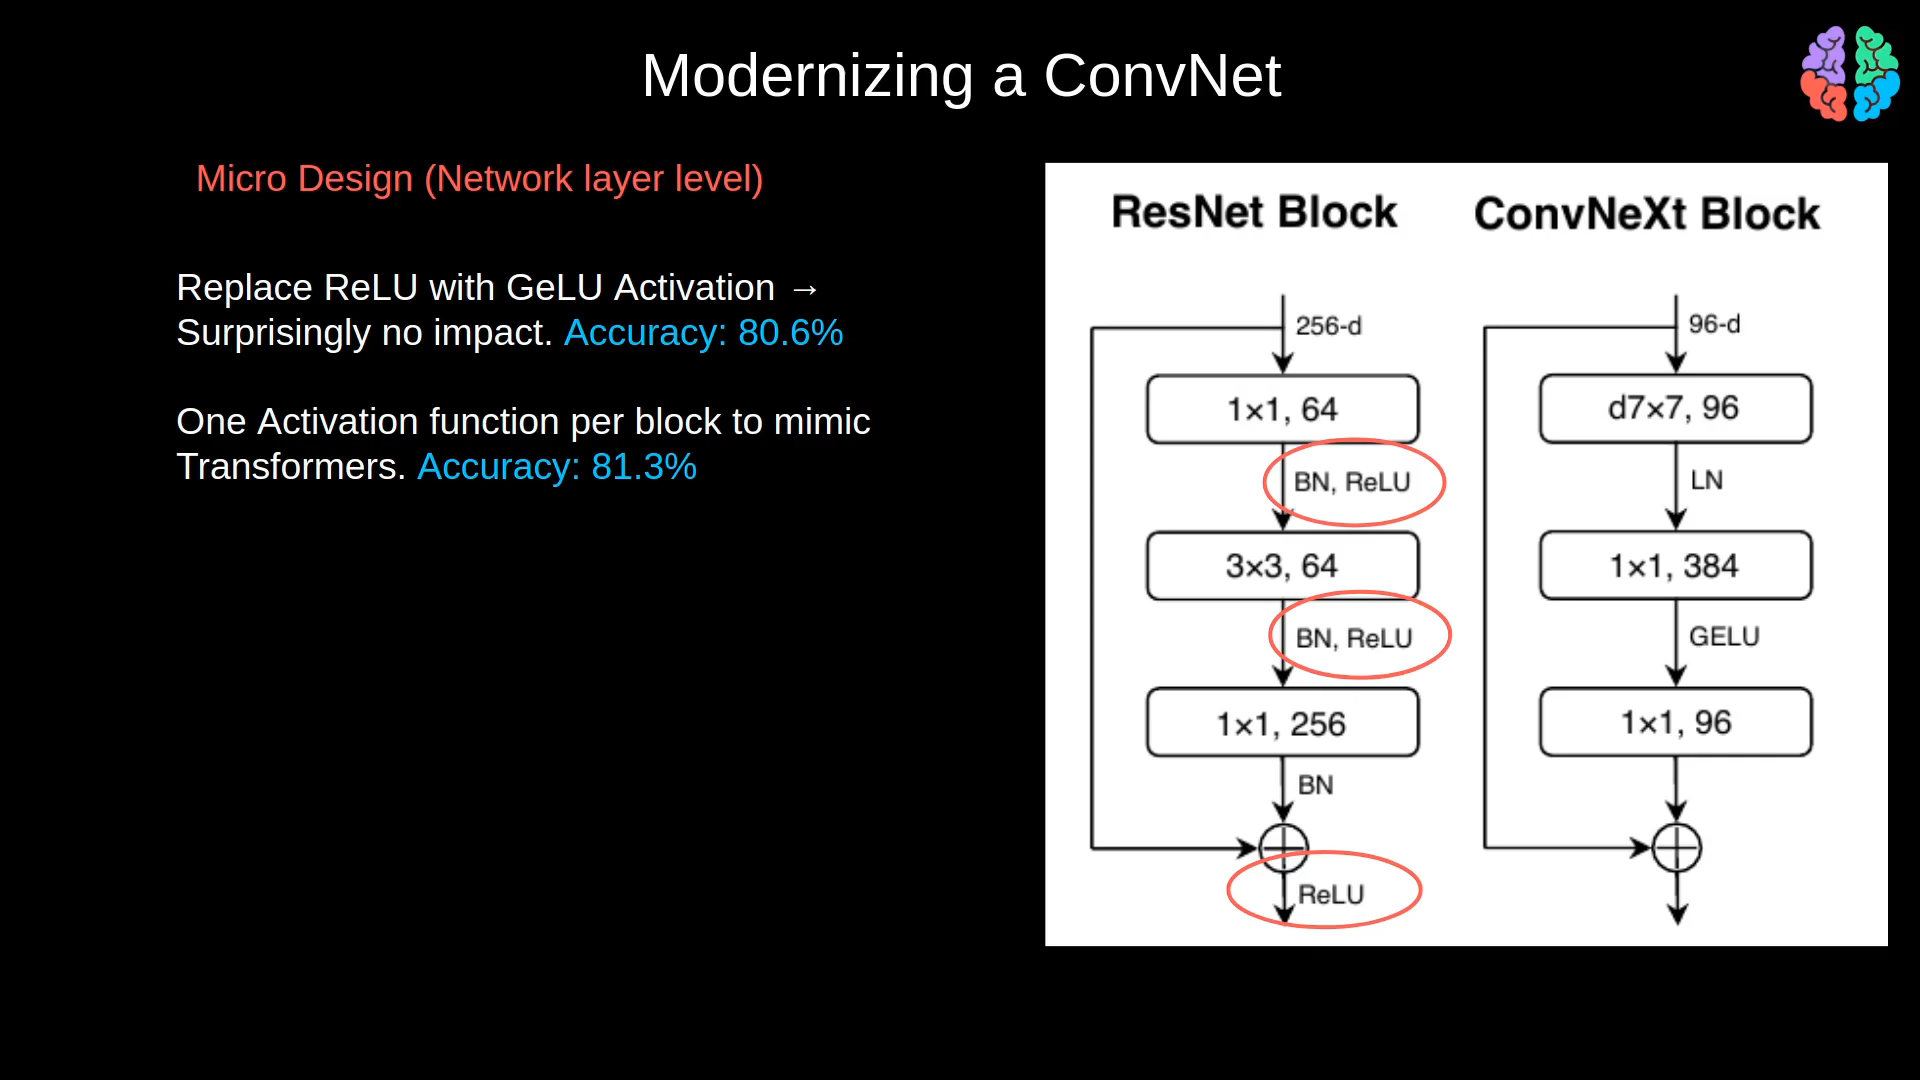 Modernizing a ConvNet
Micro Design (Network layer level)
Replace ReLU with GeLU Activation →
Surprisingly no impact. Accuracy: 80.6%
One Activation function per block to mimic
Transformers. Accuracy: 81.3%
ResNet Block
256-d
1×1, 64
BN, ReLU
3×3, 64
BN, ReLU
1×1, 256
BN
ReLU
ConvNeXt Block
96-d
d7×7, 96
LN
1×1, 384
GELU
1×1, 96